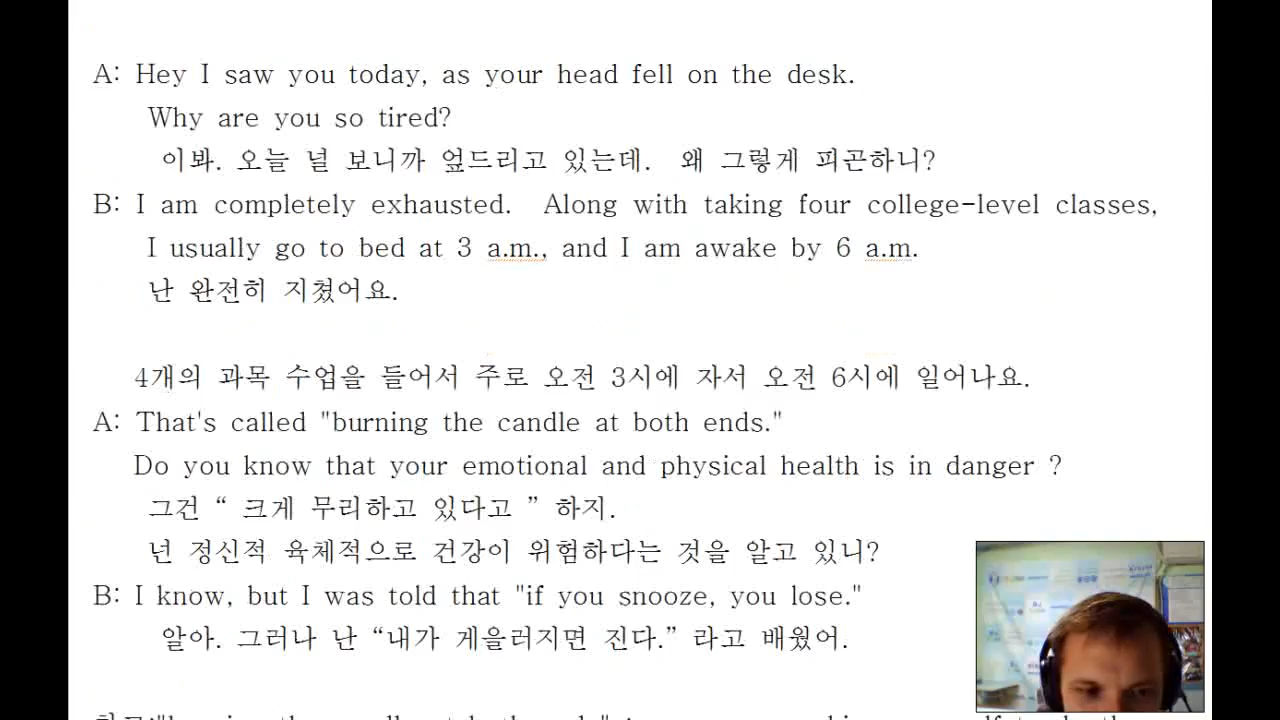 A: Hey I saw you today, as your head fell on the desk.
Why are you so tired?
이봐. 오늘 널 보니까 엎드리고 있는데. 왜 그렇게 피곤하니?
B: I am completely exhausted. Along with taking four college-level classes,
I usually go to bed at 3 a.m., and I am awake by 6 a.m.
난 완전히 지쳤어요.
4개의 과목 수업을 들어서 주로 오전 3시에 자서 오전 6시에 일어나요.
A: That's called "burning the candle at both ends."
Do you know that your emotional and physical health is in danger ?
그건 “ 크게 무리하고 있다고 ” 하지.
넌 정신적 육체적으로 건강이 위험하다는 것을 알고 있니?
B: I know, but I was told that "if you snooze, you lose."
알아. 그러나 난 “내가 게을러지면 진다.” 라고 배웠어.